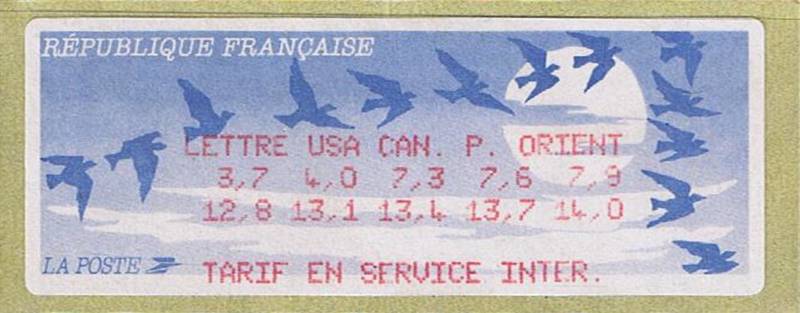 RÉPUBLIQUE FRANÇAISE
LETTRE USA CAN. P. ORIENT
3,7 4,0 7,3 7,6 7,9
12,8 13,1 13,4 13,7 14,0
LA POSTE TARIF EN SERVICE INTER.